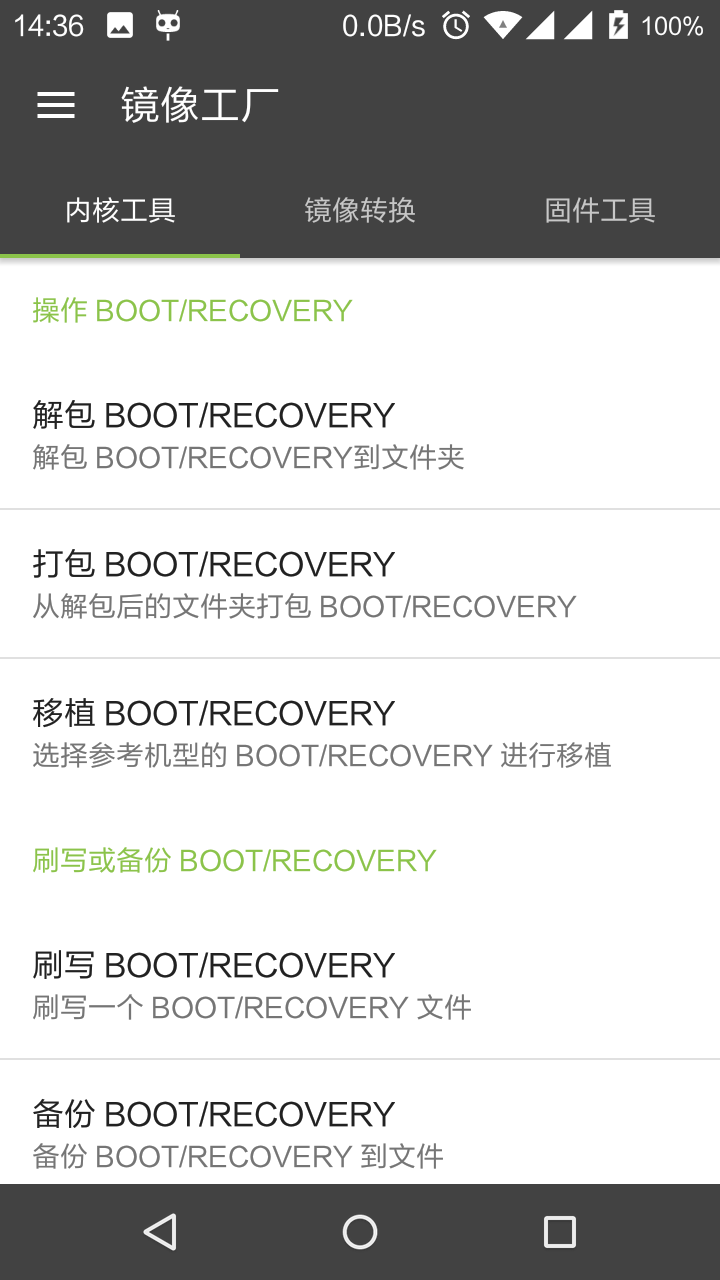 14:36 0.0B/s 100%
镜像工厂
内核工具 镜像转换 固件工具
操作 BOOT/RECOVERY
解包 BOOT/RECOVERY
解包 BOOT/RECOVERY到文件夹
打包 BOOT/RECOVERY
从解包后的文件夹打包 BOOT/RECOVERY
移植 BOOT/RECOVERY
选择参考机型的 BOOT/RECOVERY 进行移植
刷写或备份 BOOT/RECOVERY
刷写 BOOT/RECOVERY
刷写一个 BOOT/RECOVERY 文件
备份 BOOT/RECOVERY
备份 BOOT/RECOVERY 到文件